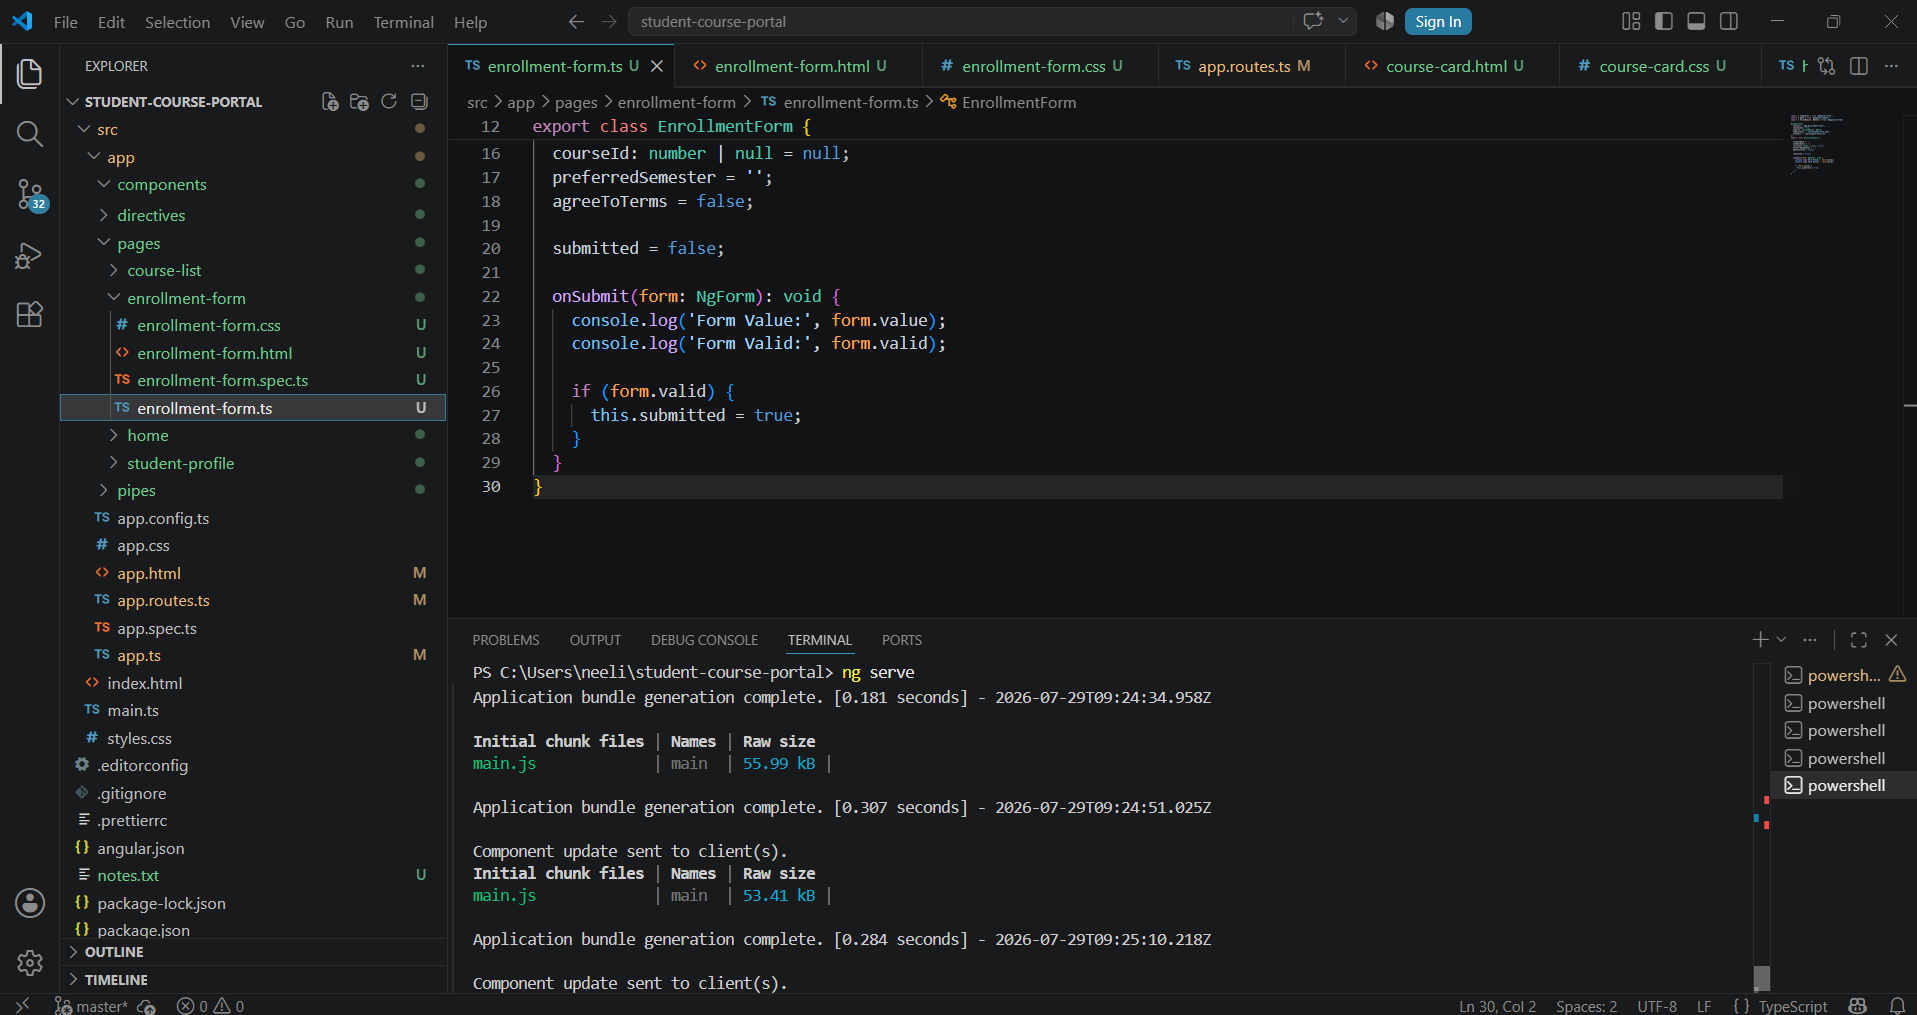 File Edit Selection View Go Run Terminal Help
student-course-portal
Sign In
EXPLORER
STUDENT-COURSE-PORTAL
src
app
components
directives
pages
course-list
enrollment-form
# enrollment-form.css U
<> enrollment-form.html U
TS enrollment-form.spec.ts U
TS enrollment-form.ts U
home
student-profile
pipes
TS app.config.ts
# app.css
<> app.html M
TS app.routes.ts M
TS app.spec.ts
TS app.ts M
<> index.html
TS main.ts
# styles.css
.editorconfig
.gitignore
.prettierrc
{} angular.json
notes.txt U
{} package-lock.json
{} package.json
OUTLINE
TIMELINE
32
TS enrollment-form.ts U
<> enrollment-form.html U
# enrollment-form.css U
TS app.routes.ts M
<> course-card.html U
# course-card.css U
TS
src > app > pages > enrollment-form > TS enrollment-form.ts > EnrollmentForm
12 export class EnrollmentForm {
16 courseId: number | null = null;
17 preferredSemester = '';
18 agreeToTerms = false;
19
20 submitted = false;
21
22 onSubmit(form: NgForm): void {
23 console.log('Form Value:', form.value);
24 console.log('Form Valid:', form.valid);
25
26 if (form.valid) {
27 this.submitted = true;
28 }
29 }
30 }
PROBLEMS OUTPUT DEBUG CONSOLE TERMINAL PORTS
PS C:\Users\neeli\student-course-portal> ng serve
Application bundle generation complete. [0.181 seconds] - 2026-07-29T09:24:34.958Z
Initial chunk files | Names | Raw size
main.js | main | 55.99 kB |
Application bundle generation complete. [0.307 seconds] - 2026-07-29T09:24:51.025Z
Component update sent to client(s).
Initial chunk files | Names | Raw size
main.js | main | 53.41 kB |
Application bundle generation complete. [0.284 seconds] - 2026-07-29T09:25:10.218Z
Component update sent to client(s).
powersh...
powershell
powershell
powershell
powershell
master* 0 0
Ln 30, Col 2 Spaces: 2 UTF-8 LF {} TypeScript